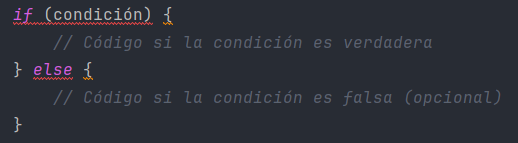 if (condición) {
    // Código si la condición es verdadera
} else {
    // Código si la condición es falsa (opcional)
}